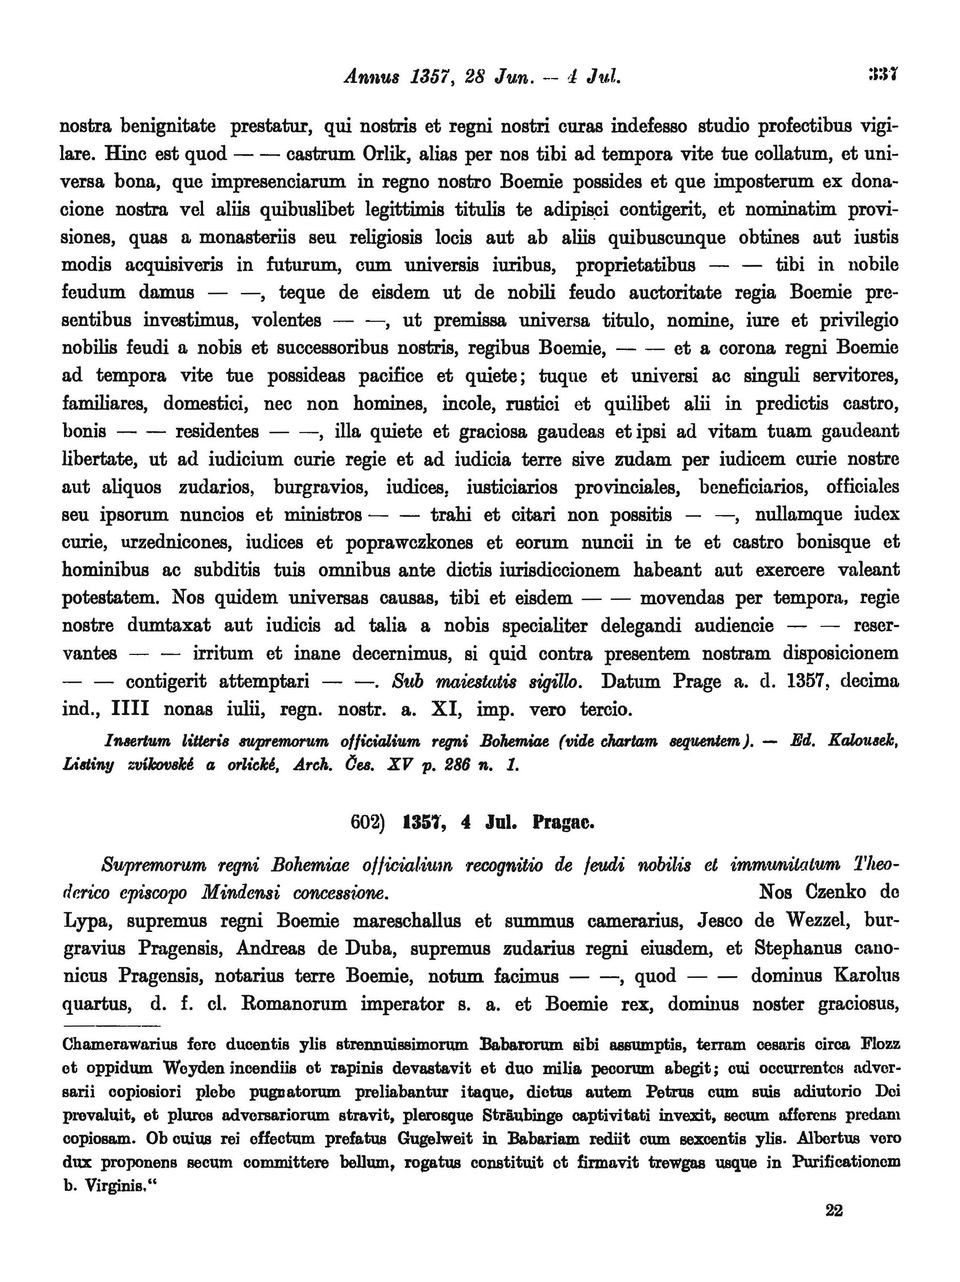 Annus 1357, 28 Jun. — 4 Jul. 337
nostra benignitate prestatur, qui nostris et regni nostri curas indefesso studio profectibus vigi-
lare. Hinc est quod — — castrum Orlik, alias per nos tibi ad tempora vite tue collatum, et uni-
versa bona, que impresenciarum in regno nostro Boemie possides et que imposterum ex dona-
cione nostra vel aliis quibuslibet legittimis titulis te adipisci contigerit, et nominatim provi-
siones, quas a monasteriis seu religiosis locis aut ab aliis quibuscunque obtines aut iustis
modis acquisiveris in futurum, cum universis iuribus, proprietatibus — — tibi in nobile
feudum damus — —, teque de eisdem ut de nobili feudo auctoritate regia Boemie pre-
sentibus investimus, volentes — —, ut premissa universa titulo, nomine, iure et privilegio
nobilis feudi a nobis et successoribus nostris, regibus Boemie, — — et a corona regni Boemie
ad tempora vite tue possideas pacifice et quiete; tuque et universi ac singuli servitores,
familiares, domestici, nec non homines, incole, rustici et quilibet alii in predictis castro,
bonis — — residentes — —, illa quiete et graciosa gaudeas et ipsi ad vitam tuam gaudeant
libertate, ut ad iudicium curie regie et ad iudicia terre sive zudam per iudicem curie nostre
aut aliquos zudarios, burgravios, iudices, iusticiarios provinciales, beneficiarios, officiales
seu ipsorum nuncios et ministros — — trahi et citari non possitis — —, nullamque iudex
curie, urzednicones, iudices et poprawczkones et eorum nuncii in te et castro bonisque et
hominibus ac subditis tuis omnibus ante dictis iurisdiccionem habeant aut exercere valeant
potestatem. Nos quidem universas causas, tibi et eisdem — — movendas per tempora, regie
nostre dumtaxat aut iudicis ad talia a nobis specialiter delegandi audiencie — — reser-
vantes — — irritum et inane decernimus, si quid contra presentem nostram disposicionem
— — contigerit attemptari — —. Sub maiestatis sigillo. Datum Prage a. d. 1357, decima
ind., IIII nonas iulii, regn. nostr. a. XI, imp. vero tercio.
Insertum litteris supremorum officialium regni Bohemiae (vide chartam sequentem). — Ed. Kalousek,
Listiny zvíkovské a orlické, Arch. Čes. XV p. 286 n. 1.
602) 1357, 4 Jul. Pragae.
Supremorum regni Bohemiae officialium recognitio de feudi nobilis et immunitatum Theo-
derico episcopo Mindensi concessione. Nos Czenko de
Lypa, supremus regni Boemie mareschallus et summus camerarius, Jesco de Wezzel, bur-
gravius Pragensis, Andreas de Duba, supremus zudarius regni eiusdem, et Stephanus cano-
nicus Pragensis, notarius terre Boemie, notum facimus — —, quod — — dominus Karolus
quartus, d. f. cl. Romanorum imperator s. a. et Boemie rex, dominus noster graciosus,
Chamerawarius fere ducentis ylis strennuissimorum Babarorum sibi assumptis, terram cesaris circa Flozz
et oppidum Weyden incendiis et rapinis devastavit et duo milia pecorum abegit; cui occurrentes adver-
sarii copiosiori plebe pugnatorum preliabantur itaque, dictus autem Petrus cum suis adiutorio Dei
prevaluit, et plures adversariorum stravit, plerosque Sträubinge captivitati invexit, secum afferens predam
copiosam. Ob cuius rei effectum prefatus Gugelweit in Babariam rediit cum sexcentis ylis. Albertus vero
dux proponens secum committere bellum, rogatus constituit et firmavit trewgas usque in Purificationem
b. Virginis.“
22